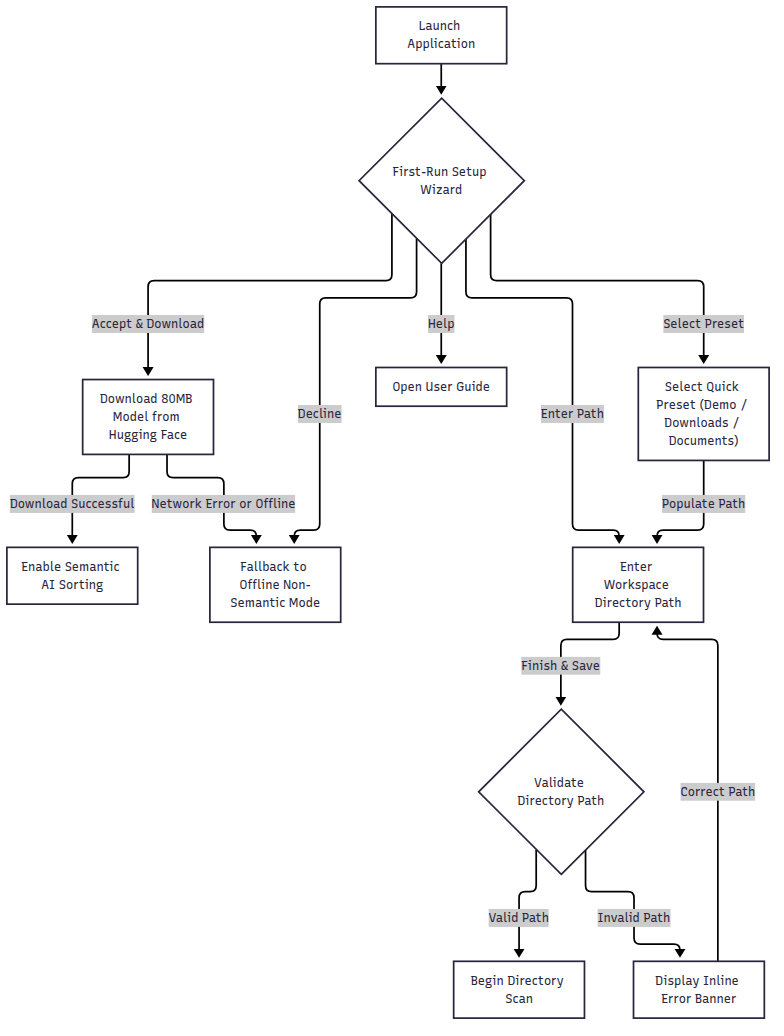 Launch
Application
First-Run Setup
Wizard
Accept & Download
Help
Select Preset
Download 80MB
Model from
Hugging Face
Decline
Open User Guide
Enter Path
Select Quick
Preset (Demo /
Downloads /
Documents)
Download Successful
Network Error or Offline
Populate Path
Enable Semantic
AI Sorting
Fallback to
Offline Non-
Semantic Mode
Enter
Workspace
Directory Path
Finish & Save
Validate
Directory Path
Correct Path
Valid Path
Invalid Path
Begin Directory
Scan
Display Inline
Error Banner